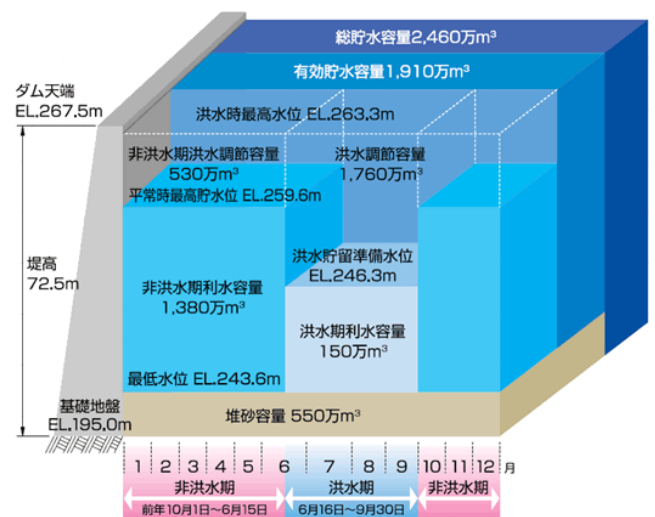 総貯水容量2,460万m³
有効貯水容量1,910万m³
ダム天端
EL.267.5m
洪水時最高水位 EL.263.3m
非洪水期洪水調節容量
530万m³
洪水調節容量
1,760万m³
平常時最高貯水位 EL.259.6m
堤高
72.5m
洪水貯留準備水位
EL.246.3m
非洪水期利水容量
1,380万m³
洪水期利水容量
150万m³
最低水位 EL.243.6m
基礎地盤
EL.195.0m
堆砂容量 550万m³
1 2 3 4 5 6 7 8 9 10 11 12 月
非洪水期 洪水期 非洪水期
前年10月1日～6月15日 6月16日～9月30日